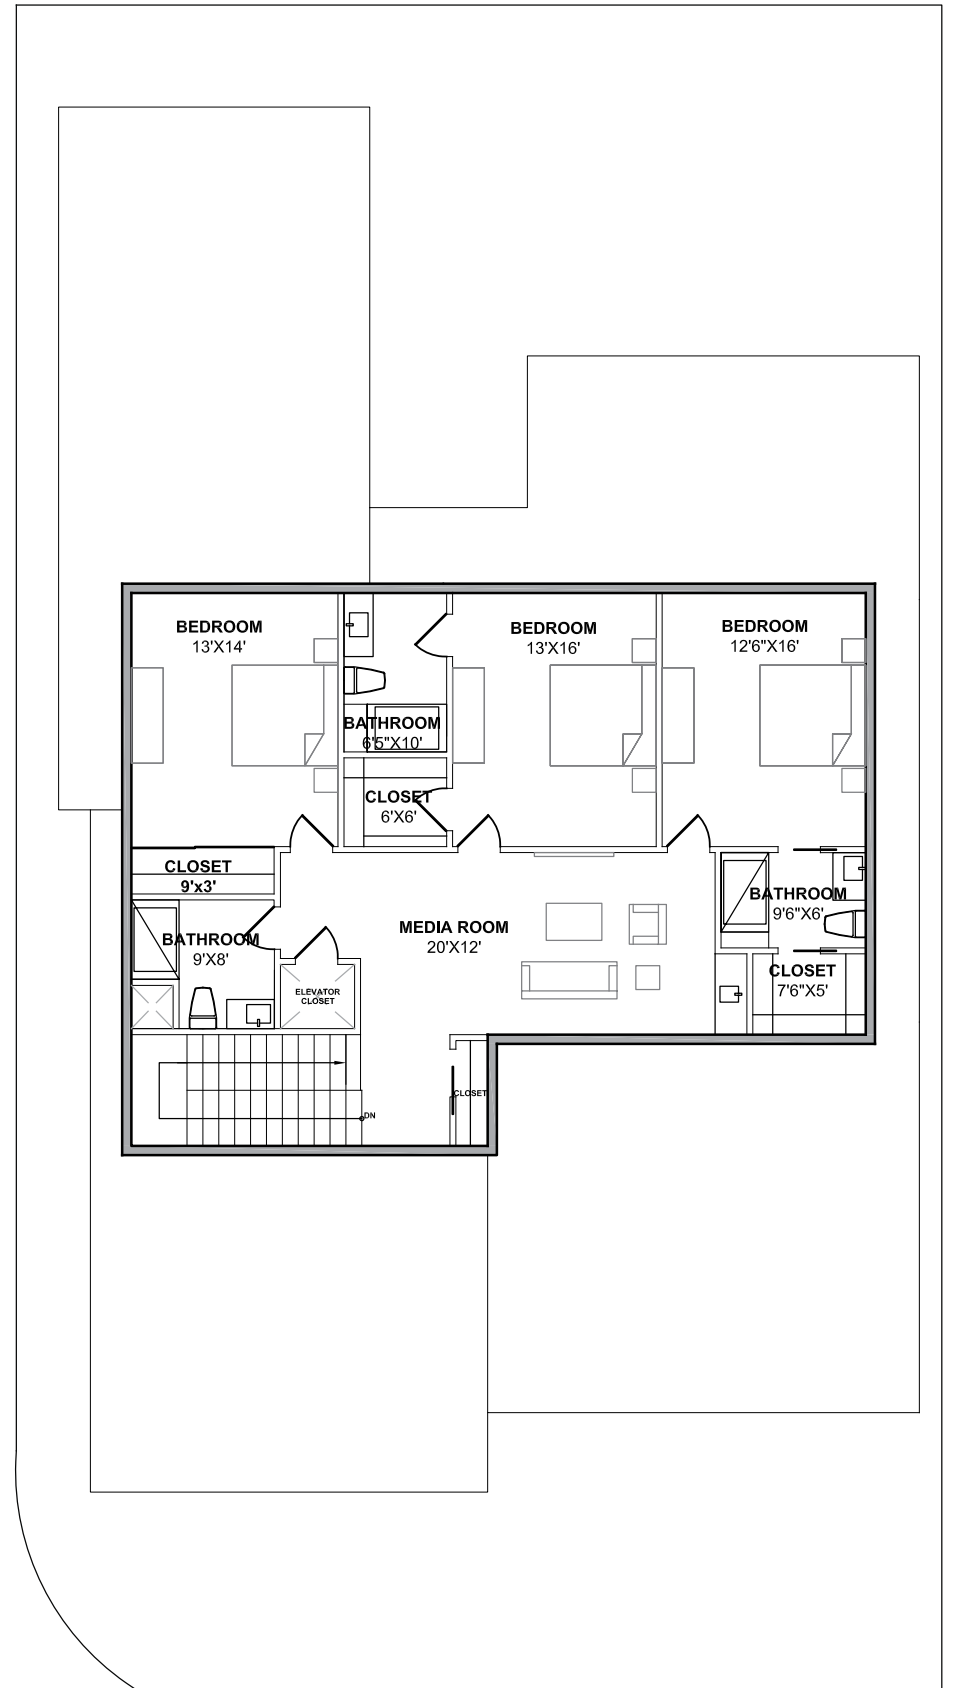 BEDROOM
13'X14'
BEDROOM
13'X16'
BEDROOM
12'6"X16'
BATHROOM
6'5"X10'
CLOSET
6'X6'
CLOSET
9'x3'
BATHROOM
9'X8'
ELEVATOR
CLOSET
MEDIA ROOM
20'X12'
BATHROOM
9'6"X6'
CLOSET
7'6"X5'
CLOSET
DN